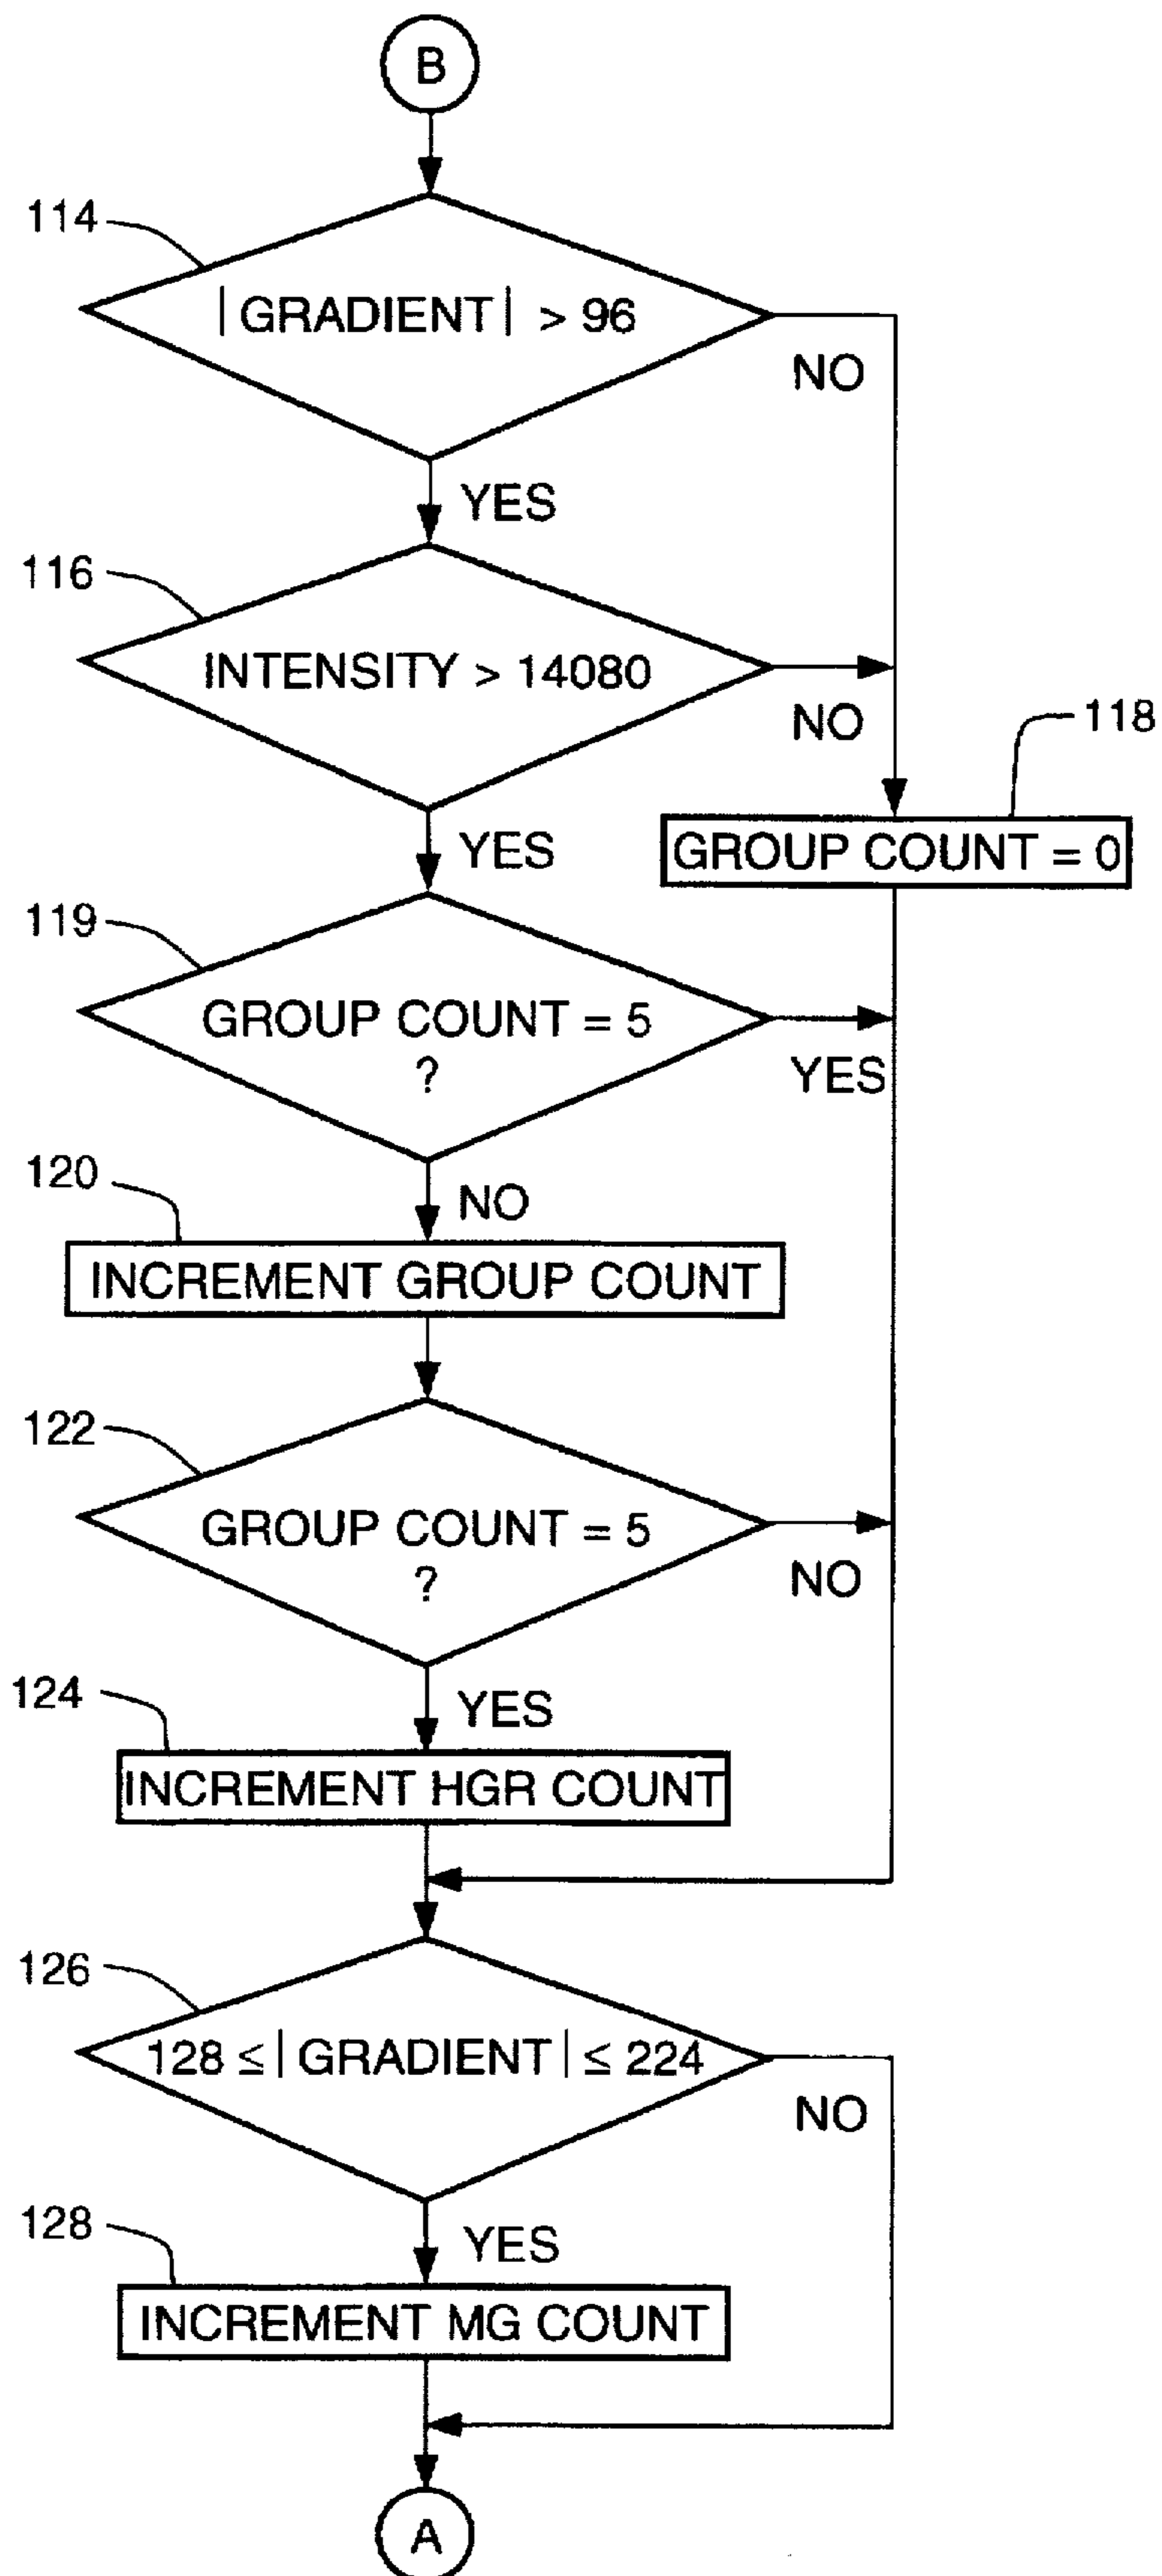 B
114
| GRADIENT | > 96
NO
YES
116
INTENSITY > 14080
NO
118
YES
GROUP COUNT = 0
119
GROUP COUNT = 5
?
YES
120
NO
INCREMENT GROUP COUNT
122
GROUP COUNT = 5
?
NO
124
YES
INCREMENT HGR COUNT
126
128 ≤ | GRADIENT | ≤ 224
NO
128
YES
INCREMENT MG COUNT
A